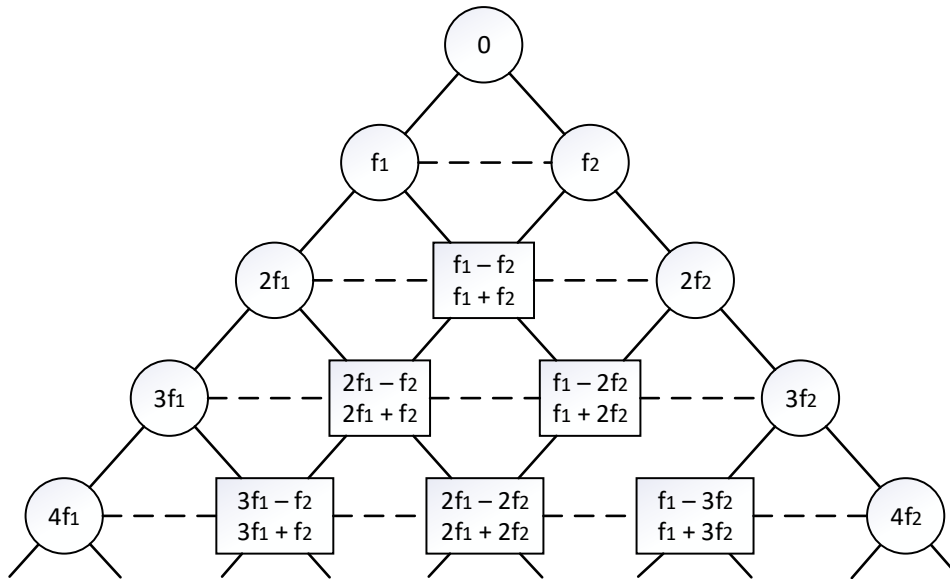 0
f1
f2
2f1
f1 – f2
f1 + f2
2f2
3f1
2f1 – f2
2f1 + f2
f1 – 2f2
f1 + 2f2
3f2
4f1
3f1 – f2
3f1 + f2
2f1 – 2f2
2f1 + 2f2
f1 – 3f2
f1 + 3f2
4f2